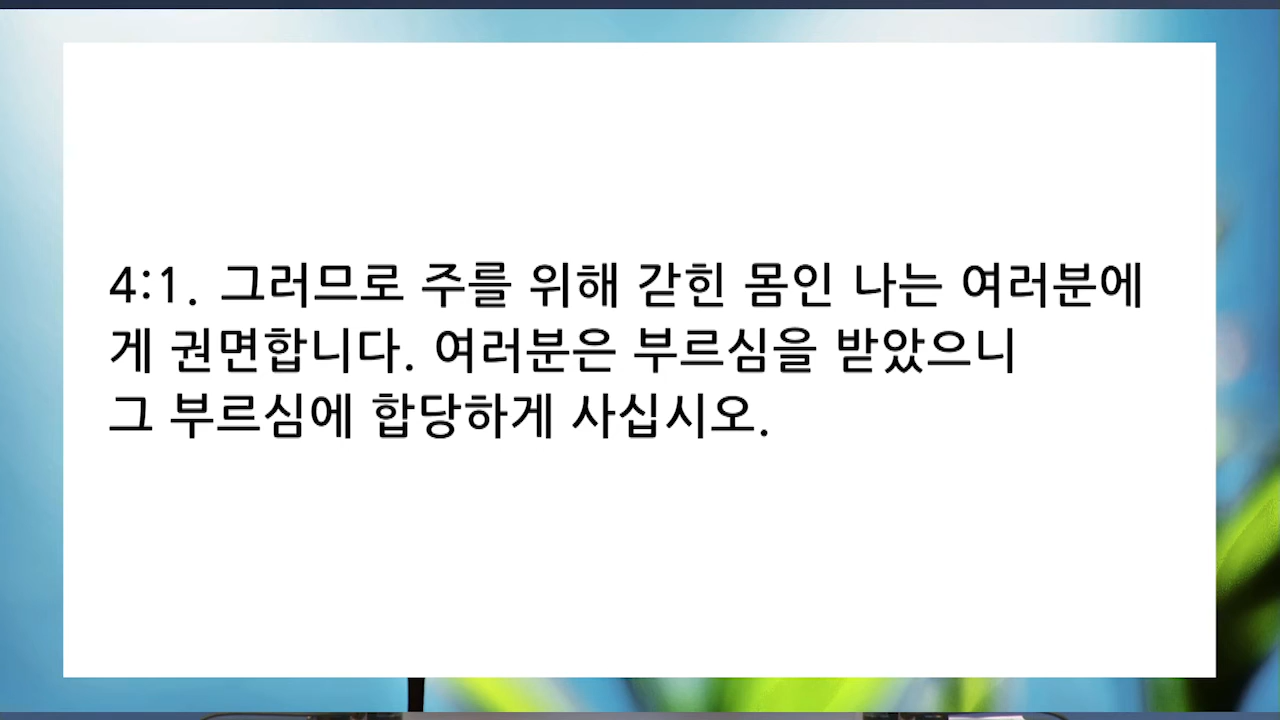 4:1. 그러므로 주를 위해 갇힌 몸인 나는 여러분에
게 권면합니다. 여러분은 부르심을 받았으니
그 부르심에 합당하게 사십시오.